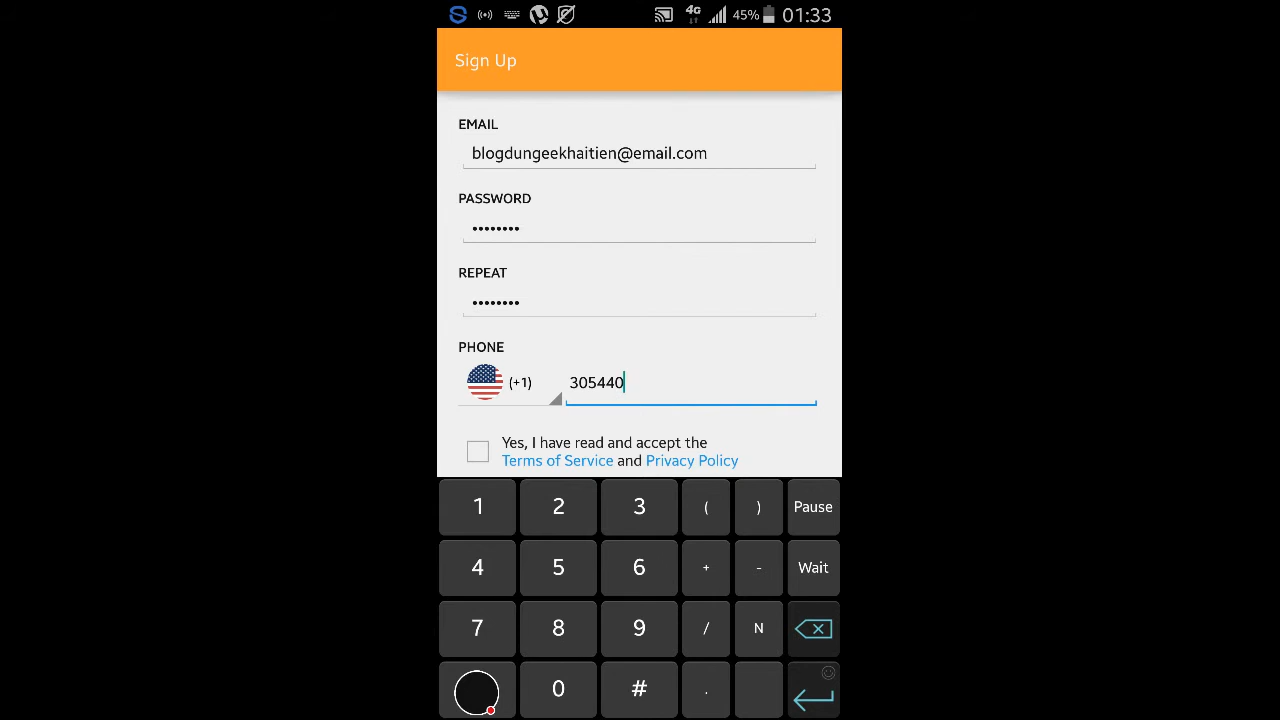 4G 45% 01:33
Sign Up
EMAIL
blogdungeekhaitien@email.com
PASSWORD
••••••••
REPEAT
••••••••
PHONE
(+1) 305440
Yes, I have read and accept the
Terms of Service and Privacy Policy
1 2 3 ( ) Pause
4 5 6 + - Wait
7 8 9 / N
0 # .